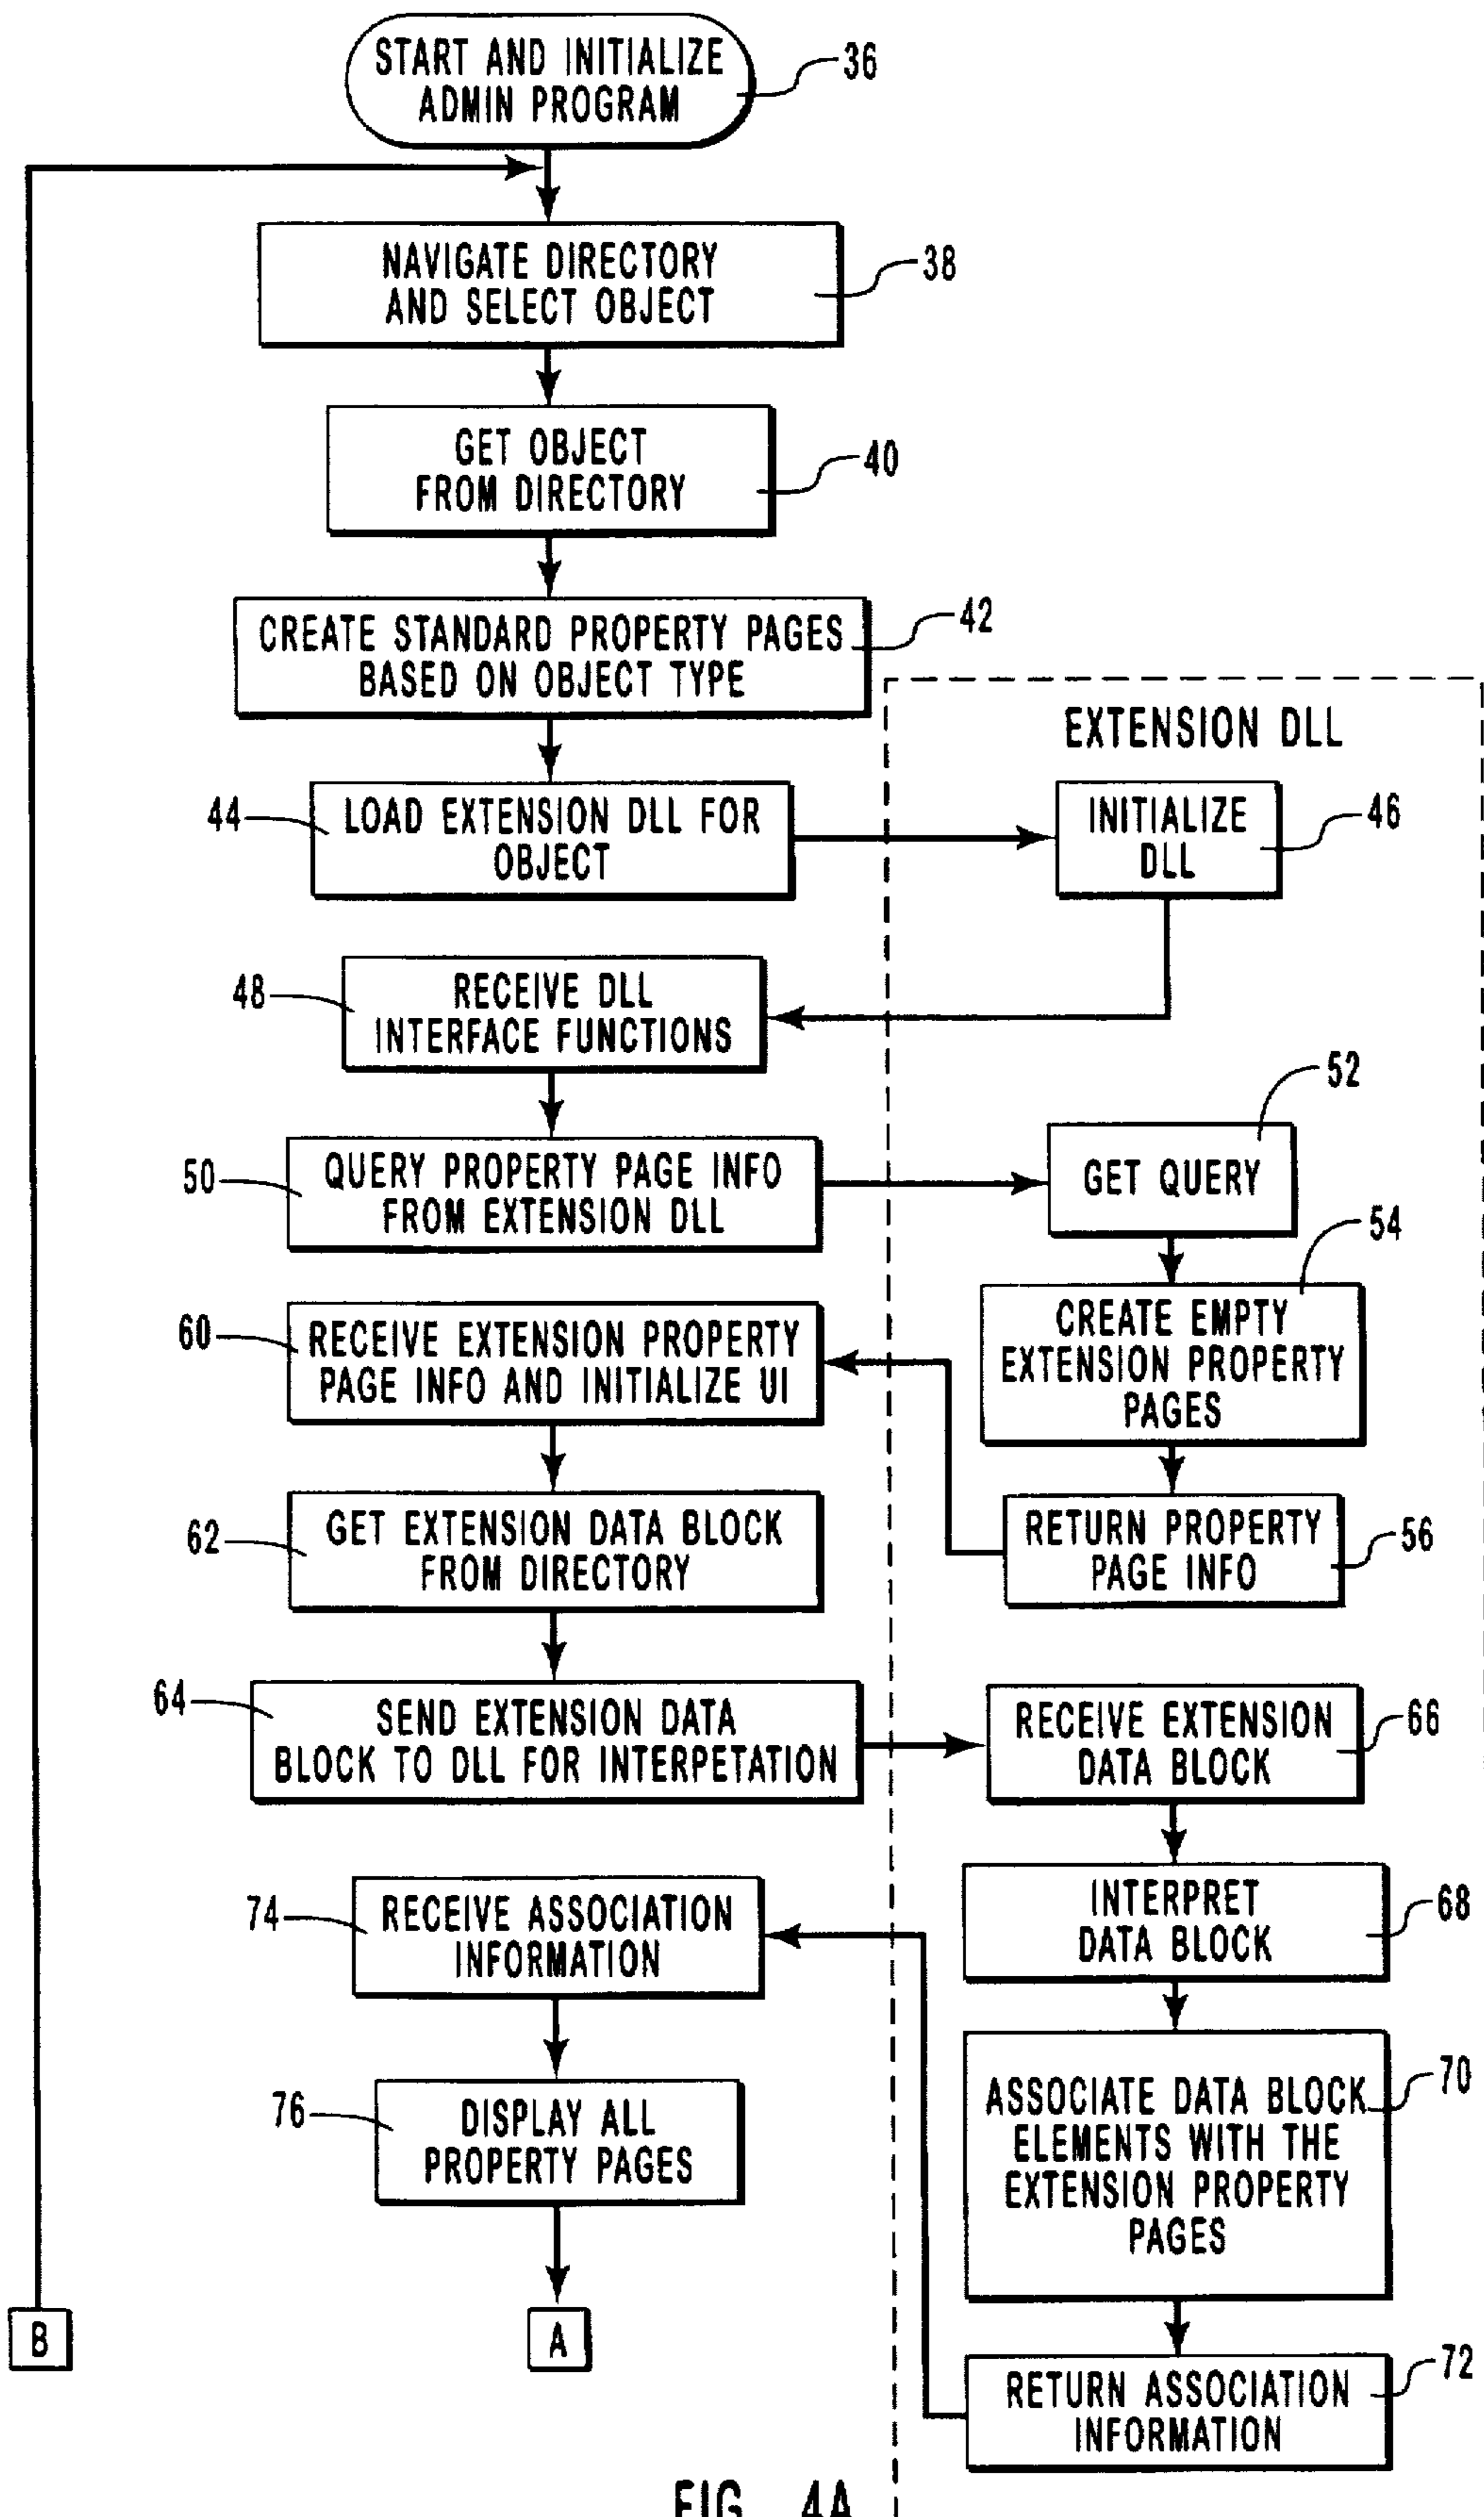 START AND INITIALIZE
ADMIN PROGRAM
36
NAVIGATE DIRECTORY
AND SELECT OBJECT
38
GET OBJECT
FROM DIRECTORY
40
CREATE STANDARD PROPERTY PAGES
BASED ON OBJECT TYPE
42
EXTENSION DLL
44
LOAD EXTENSION DLL FOR
OBJECT
INITIALIZE
DLL
46
48
RECEIVE DLL
INTERFACE FUNCTIONS
50
QUERY PROPERTY PAGE INFO
FROM EXTENSION DLL
52
GET QUERY
54
CREATE EMPTY
EXTENSION PROPERTY
PAGES
56
RETURN PROPERTY
PAGE INFO
60
RECEIVE EXTENSION PROPERTY
PAGE INFO AND INITIALIZE UI
62
GET EXTENSION DATA BLOCK
FROM DIRECTORY
64
SEND EXTENSION DATA
BLOCK TO DLL FOR INTERPETATION
RECEIVE EXTENSION
DATA BLOCK
66
INTERPRET
DATA BLOCK
68
ASSOCIATE DATA BLOCK
ELEMENTS WITH THE
EXTENSION PROPERTY
PAGES
70
RETURN ASSOCIATION
INFORMATION
72
74
RECEIVE ASSOCIATION
INFORMATION
76
DISPLAY ALL
PROPERTY PAGES
B
A
FIG. 4A